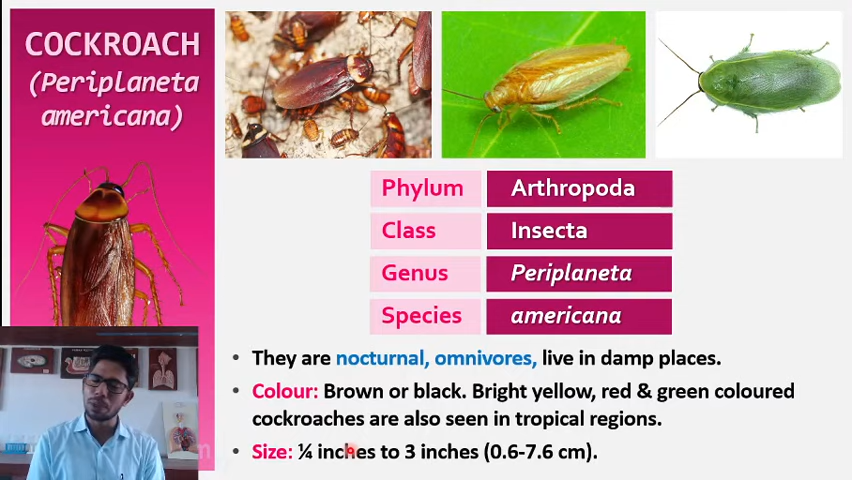 COCKROACH
(Periplaneta
americana)
Phylum Arthropoda
Class Insecta
Genus Periplaneta
Species americana
• They are nocturnal, omnivores, live in damp places.
• Colour: Brown or black. Bright yellow, red & green coloured
cockroaches are also seen in tropical regions.
• Size: ¼ inches to 3 inches (0.6-7.6 cm).